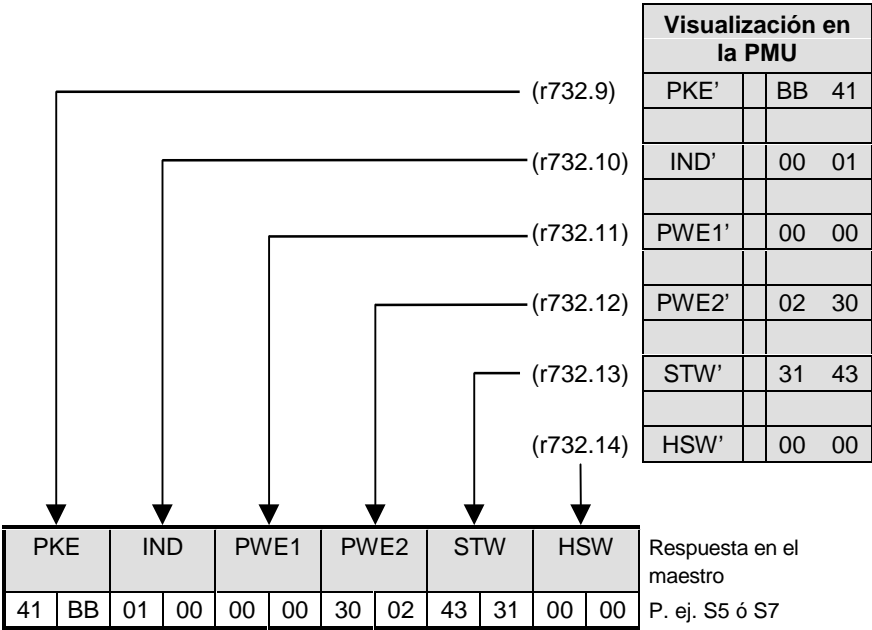 Visualización en
la PMU
(r732.9) PKE’ BB 41
(r732.10) IND’ 00 01
(r732.11) PWE1’ 00 00
(r732.12) PWE2’ 02 30
(r732.13) STW’ 31 43
(r732.14) HSW’ 00 00
PKE IND PWE1 PWE2 STW HSW Respuesta en el
maestro
41 BB 01 00 00 00 30 02 43 31 00 00 P. ej. S5 ó S7